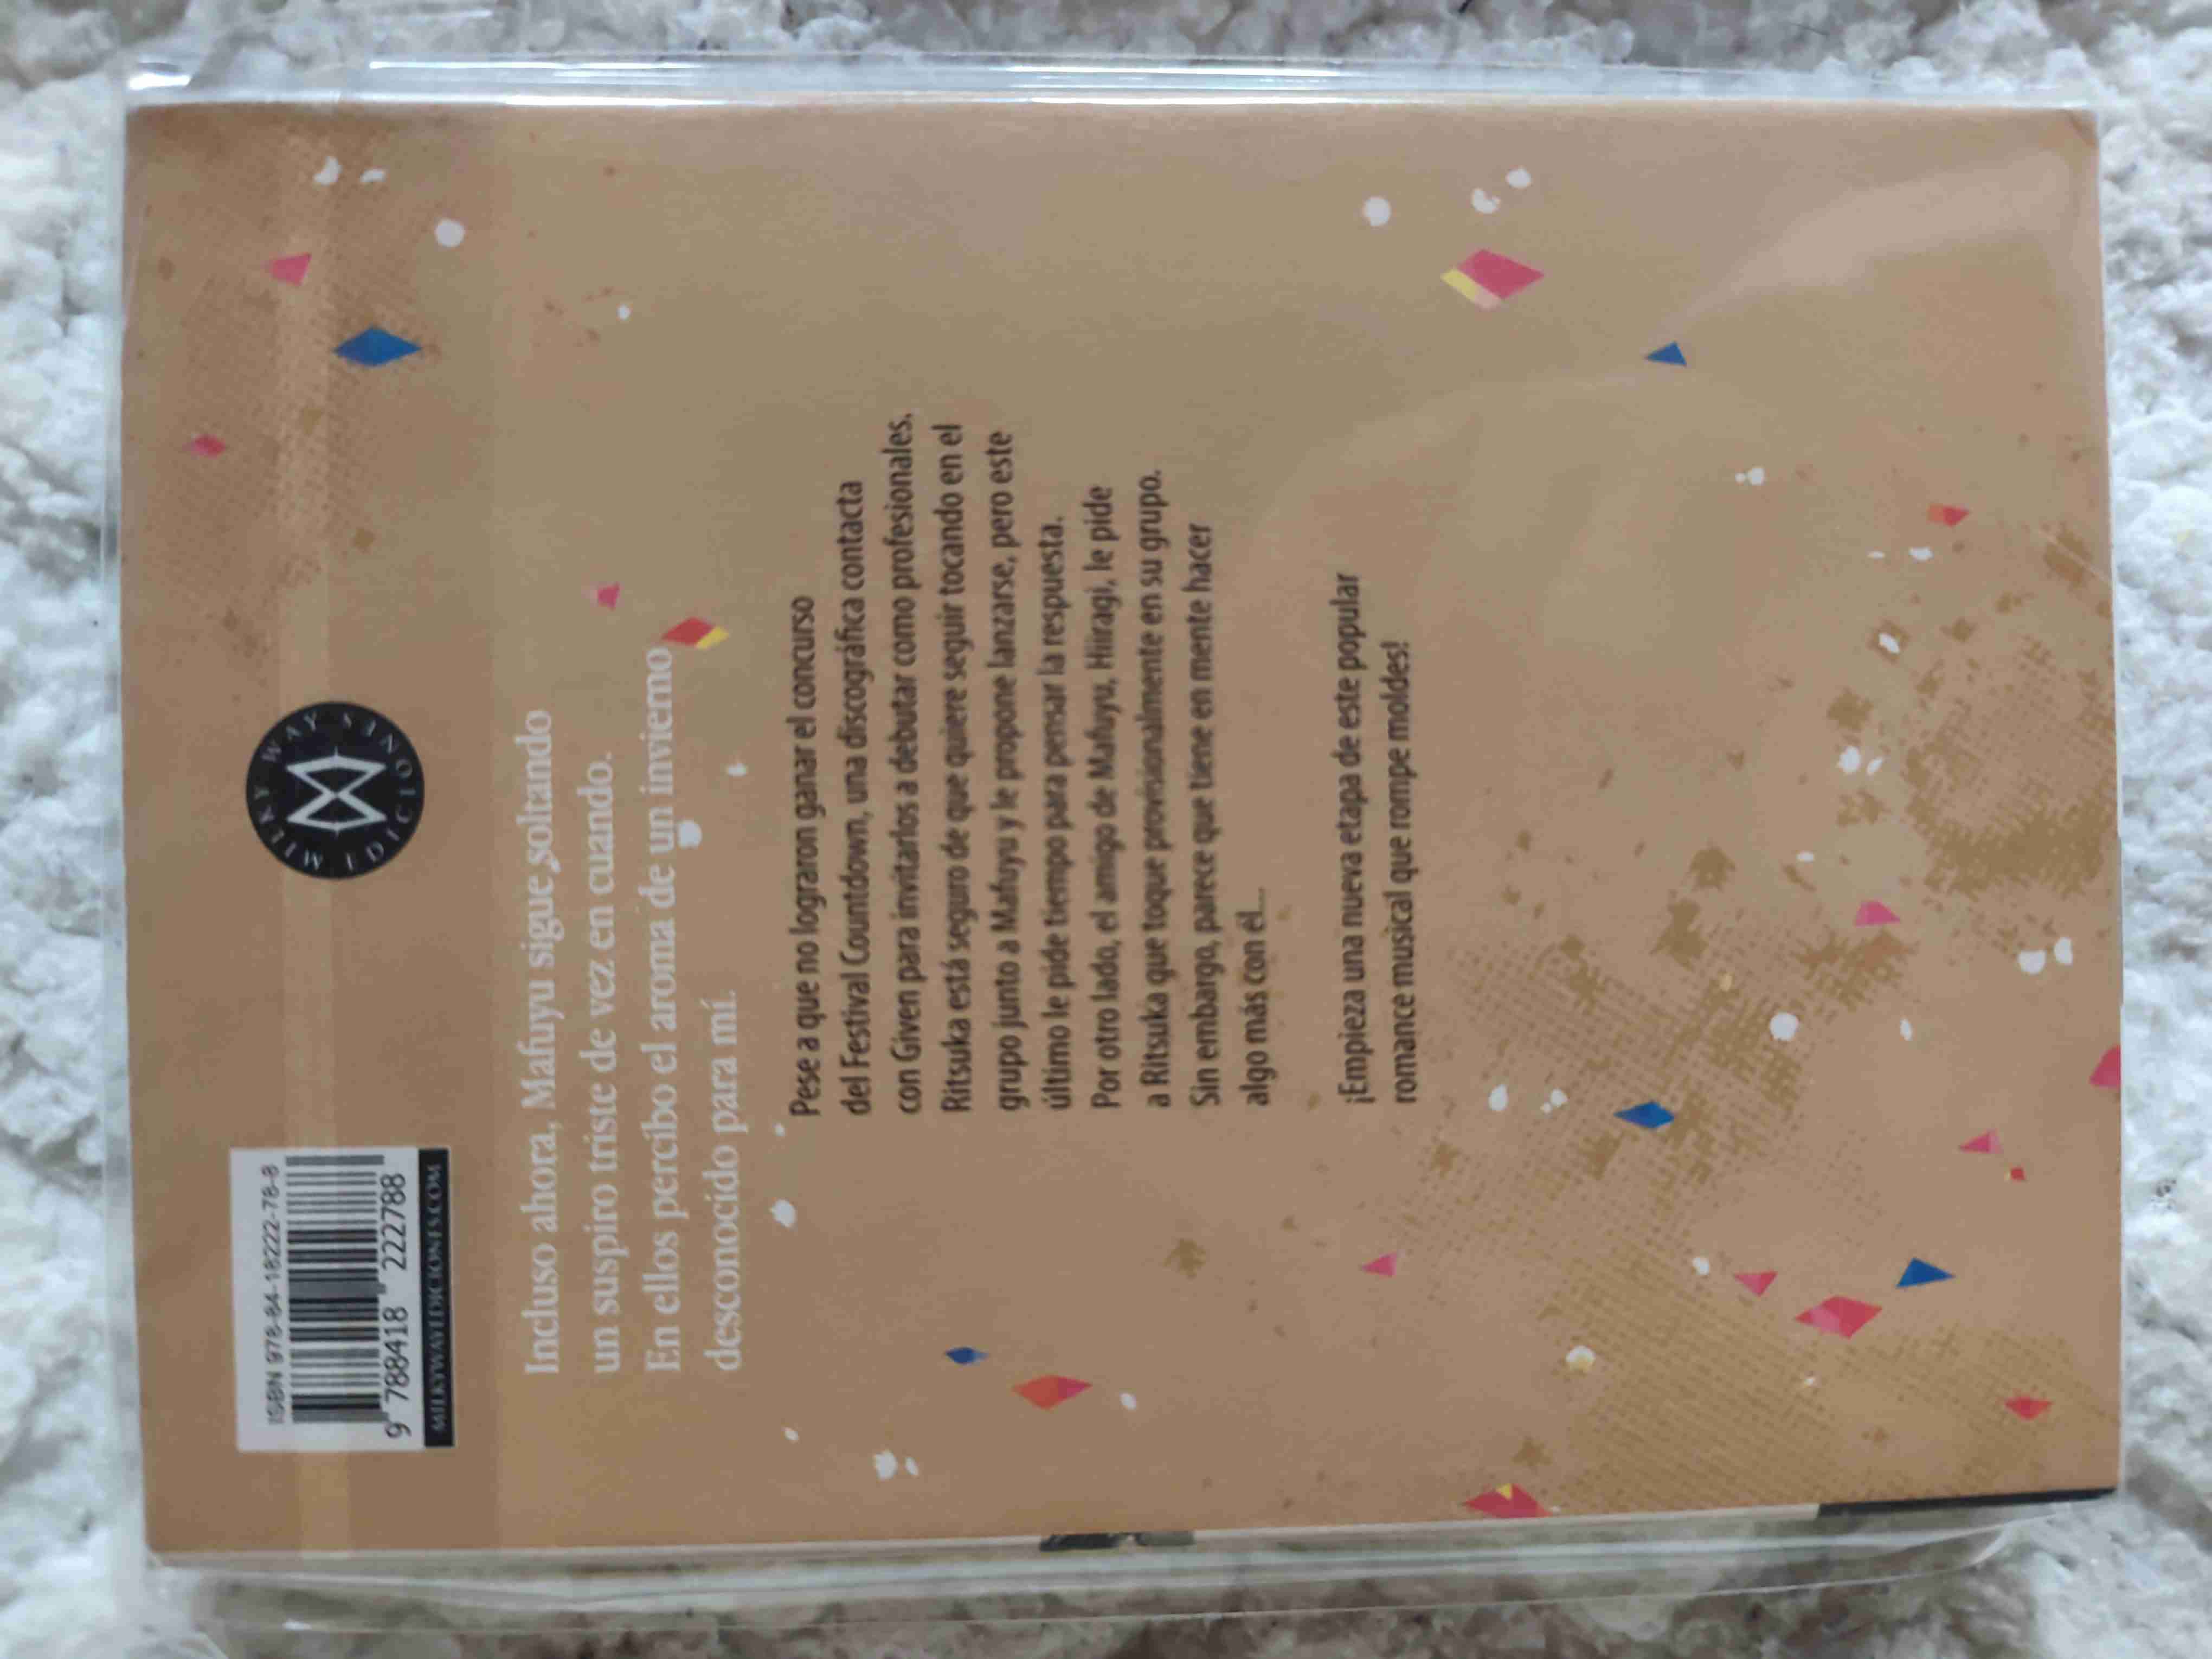 ISBN 978-84-18222-78-8
9 788418 222788
MILKYWAYEDICIONES.COM
MILKY WAY
EDICIONES
Incluso ahora, Mafuyu sigue soltando
un suspiro triste de vez en cuando.
En ellos percibo el aroma de un invierno
desconocido para mí.
Pese a que no lograron ganar el concurso
del Festival Countdown, una discográfica contacta
con Given para invitarlos a debutar como profesionales.
Ritsuka está seguro de que quiere seguir tocando en el
grupo junto a Mafuyu y le propone lanzarse, pero este
último le pide tiempo para pensar la respuesta.
Por otro lado, el amigo de Mafuyu, Hiiragi, le pide
a Ritsuka que toque provisionalmente en su grupo.
Sin embargo, parece que tiene en mente hacer
algo más con él...
¡Empieza una nueva etapa de este popular
romance musical que rompe moldes!